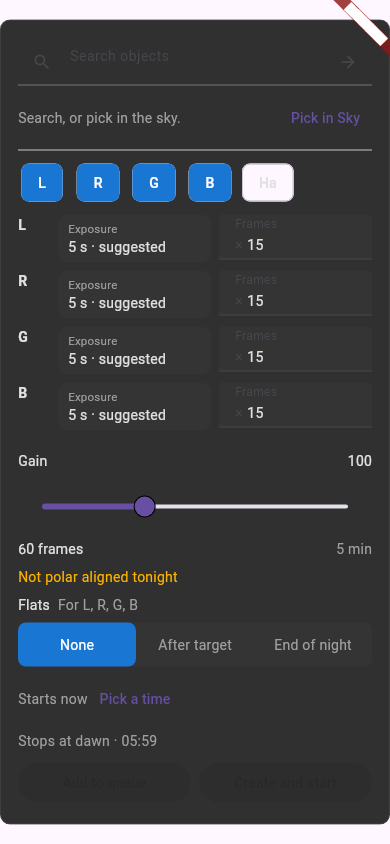 Search objects
Search, or pick in the sky.
Pick in Sky
L R G B Ha
L
Exposure
5 s · suggested
Frames
× 15
R
Exposure
5 s · suggested
Frames
× 15
G
Exposure
5 s · suggested
Frames
× 15
B
Exposure
5 s · suggested
Frames
× 15
Gain 100
60 frames 5 min
Not polar aligned tonight
Flats For L, R, G, B
None After target End of night
Starts now Pick a time
Stops at dawn · 05:59
Add to queue Create and start